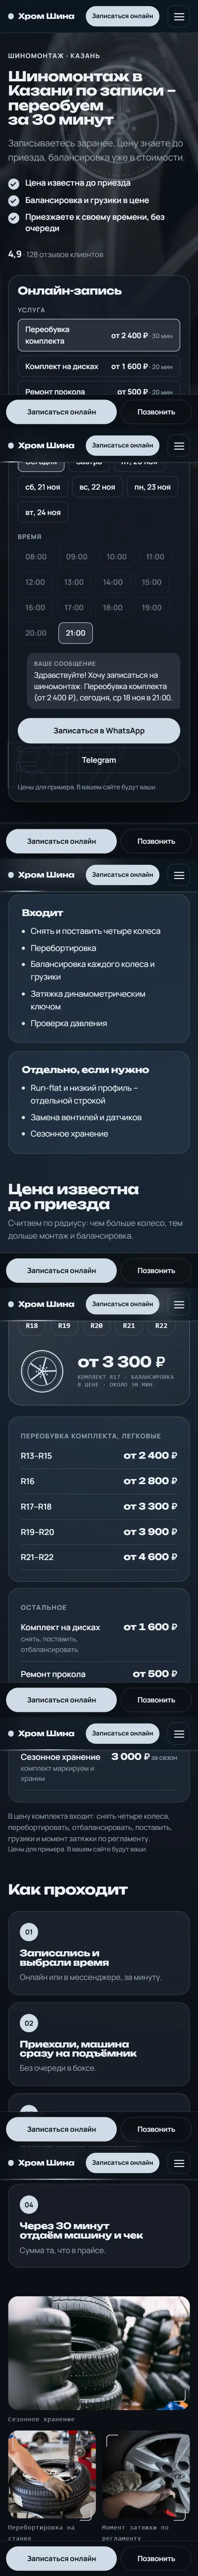 Хром Шина
Записаться онлайн
ШИНОМОНТАЖ · КАЗАНЬ
Шиномонтаж в
Казани по записи –
переобуем
за 30 минут
Записываетесь заранее, цену знаете до
приезда, балансировка уже в стоимости.
Цена известна до приезда
Балансировка и грузики в цене
Приезжаете к своему времени, без
очереди
4,9 · 128 отзывов клиентов
Онлайн-запись
УСЛУГА
Переобувка
комплекта
от 2 400 ₽ · 30 мин
Комплект на дисках
от 1 600 ₽ · 20 мин
Ремонт прокола
от 500 ₽ · 20 мин
Записаться онлайн
Позвонить
Хром Шина
Записаться онлайн
Сегодня
Завтра
пт, 20 ноя
сб, 21 ноя
вс, 22 ноя
пн, 23 ноя
вт, 24 ноя
ВРЕМЯ
08:00
09:00
10:00
11:00
12:00
13:00
14:00
15:00
16:00
17:00
18:00
19:00
20:00
21:00
ВАШЕ СООБЩЕНИЕ
Здравствуйте! Хочу записаться на
шиномонтаж: Переобувка комплекта
(от 2 400 ₽), сегодня, ср 18 ноя в 21:00.
Записаться в WhatsApp
Telegram
Цены для примера. В вашем сайте будут ваши.
Записаться онлайн
Позвонить
Хром Шина
Записаться онлайн
Входит
Снять и поставить четыре колеса
Перебортировка
Балансировка каждого колеса и
грузики
Затяжка динамометрическим
ключом
Проверка давления
Отдельно, если нужно
Run-flat и низкий профиль –
отдельной строкой
Замена вентилей и датчиков
Сезонное хранение
Цена известна
до приезда
Считаем по радиусу: чем больше колесо, тем
дольше монтаж и балансировка.
Записаться онлайн
Позвонить
Хром Шина
Записаться онлайн
R18
R19
R20
R21
R22
от 3 300 ₽
КОМПЛЕКТ R17 · БАЛАНСИРОВКА
В ЦЕНЕ · ОКОЛО 30 МИН
ПЕРЕОБУВКА КОМПЛЕКТА, ЛЕГКОВЫЕ
R13–R15
от 2 400 ₽
R16
от 2 800 ₽
R17–R18
от 3 300 ₽
R19–R20
от 3 900 ₽
R21–R22
от 4 600 ₽
ОСТАЛЬНОЕ
Комплект на дисках
от 1 600 ₽
снять, поставить,
отбалансировать
Ремонт прокола
от 500 ₽
Записаться онлайн
Позвонить
Хром Шина
Записаться онлайн
Сезонное хранение
3 000 ₽ за сезон
комплект маркируем и
храним
В цену комплекта входит: снять четыре колеса,
перебортировать, отбалансировать, поставить,
грузики и момент затяжки по регламенту.
Цены для примера. В вашем сайте будут ваши.
Как проходит
01
Записались и
выбрали время
Онлайн или в мессенджере, за минуту.
02
Приехали, машина
сразу на подъёмник
Без очереди в боксе.
Записаться онлайн
Позвонить
Хром Шина
Записаться онлайн
04
Через 30 минут
отдаём машину и чек
Сумма та, что в прайсе.
Сезонное хранение
Перебортировка на
станке
Момент затяжки по
регламенту
Записаться онлайн
Позвонить